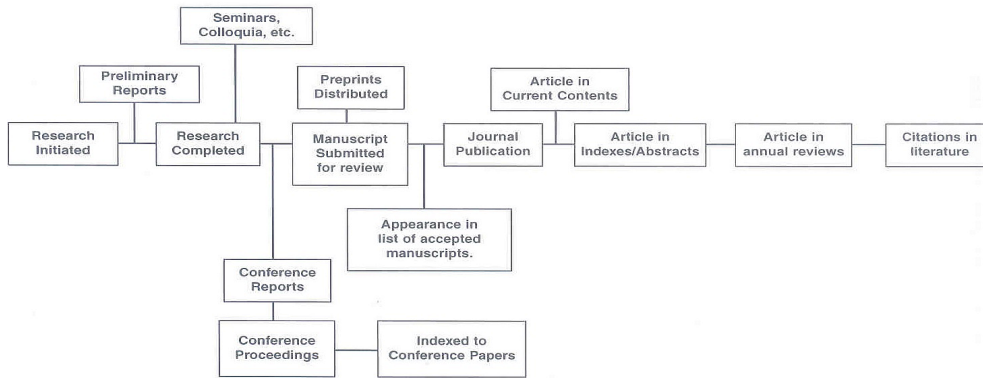 Seminars,
Colloquia, etc.
Preliminary
Reports
Preprints
Distributed
Article in
Current Contents
Research
Initiated
Research
Completed
Manuscript
Submitted
for review
Journal
Publication
Article in
Indexes/Abstracts
Article in
annual reviews
Citations in
literature
Appearance in
list of accepted
manuscripts.
Conference
Reports
Conference
Proceedings
Indexed to
Conference Papers